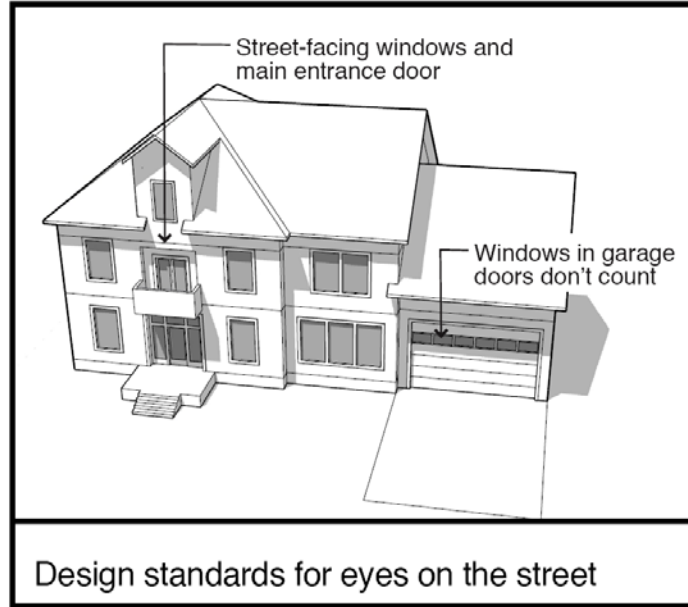 Street-facing windows and
main entrance door
Windows in garage
doors don't count
Design standards for eyes on the street